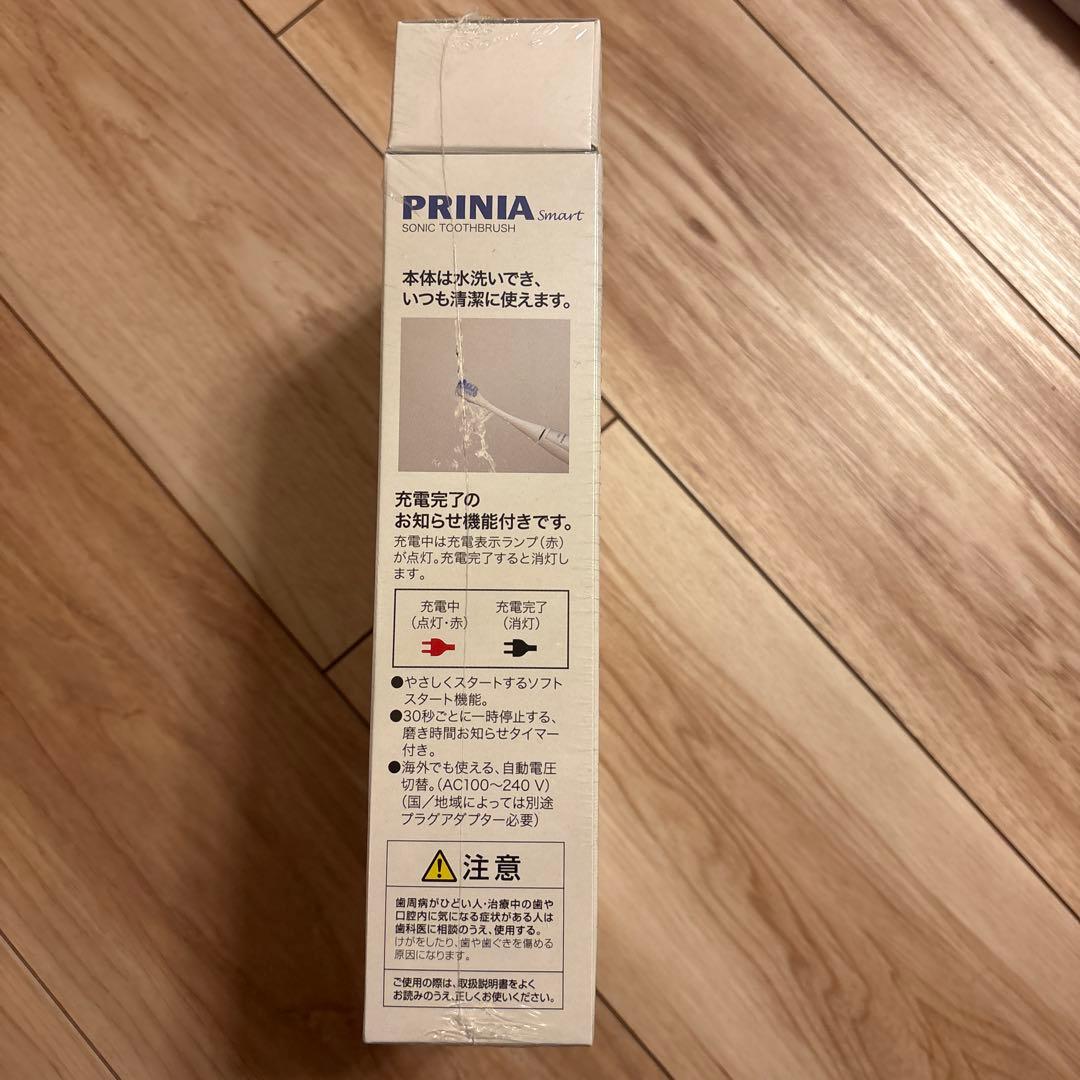 PRINIA Smart
SONIC TOOTHBRUSH
本体は水洗いでき、
いつも清潔に使えます。
充電完了の
お知らせ機能付きです。
充電中は充電表示ランプ(赤)
が点灯。充電完了すると消灯し
ます。
充電中
(点灯・赤)
充電完了
(消灯)
●やさしくスタートするソフト
スタート機能。
●30秒ごとに一時停止する、
磨き時間お知らせタイマー
付き。
●海外でも使える、自動電圧
切替。(AC100～240 V)
(国/地域によっては別途
プラグアダプター必要)
注意
歯周病がひどい人・治療中の歯や
口腔内に気になる症状がある人は
歯科医に相談のうえ、使用する。
けがをしたり、歯や歯ぐきを傷める
原因になります。
ご使用の際は、取扱説明書をよく
お読みのうえ、正しくお使いください。